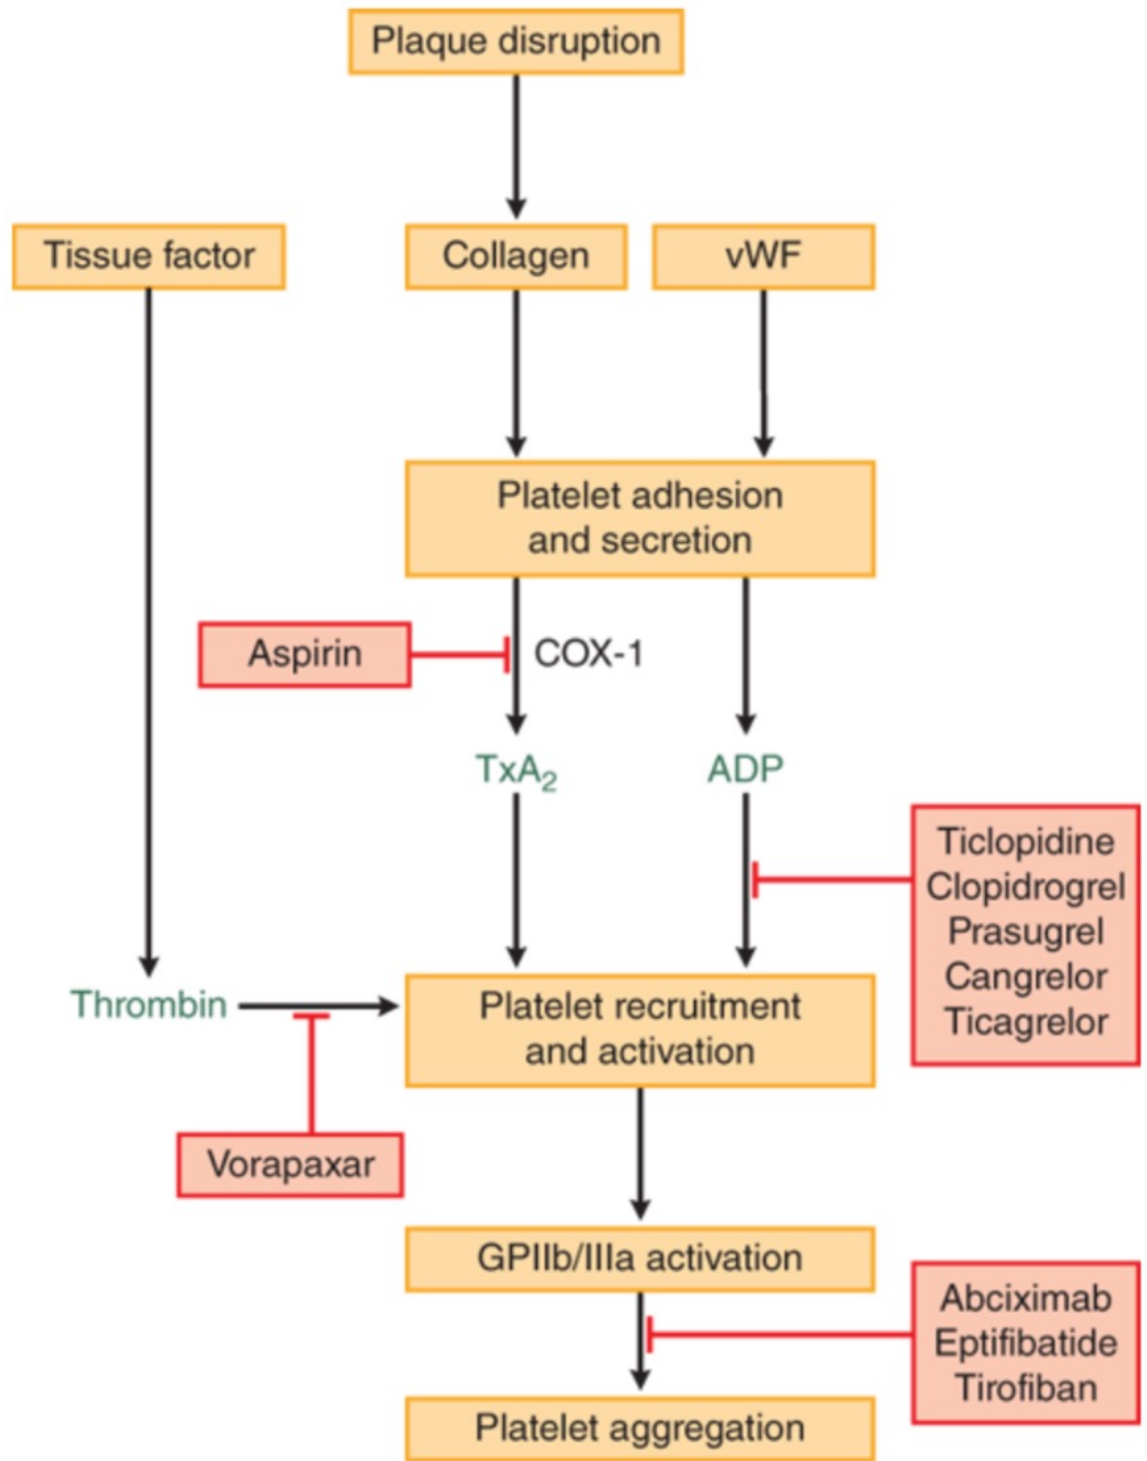 Plaque disruption
Tissue factor
Collagen
vWF
Platelet adhesion
and secretion
Aspirin
COX-1
TxA₂
ADP
Ticlopidine
Clopidrogrel
Prasugrel
Cangrelor
Ticagrelor
Thrombin
Platelet recruitment
and activation
Vorapaxar
GPIIb/IIIa activation
Abciximab
Eptifibatide
Tirofiban
Platelet aggregation